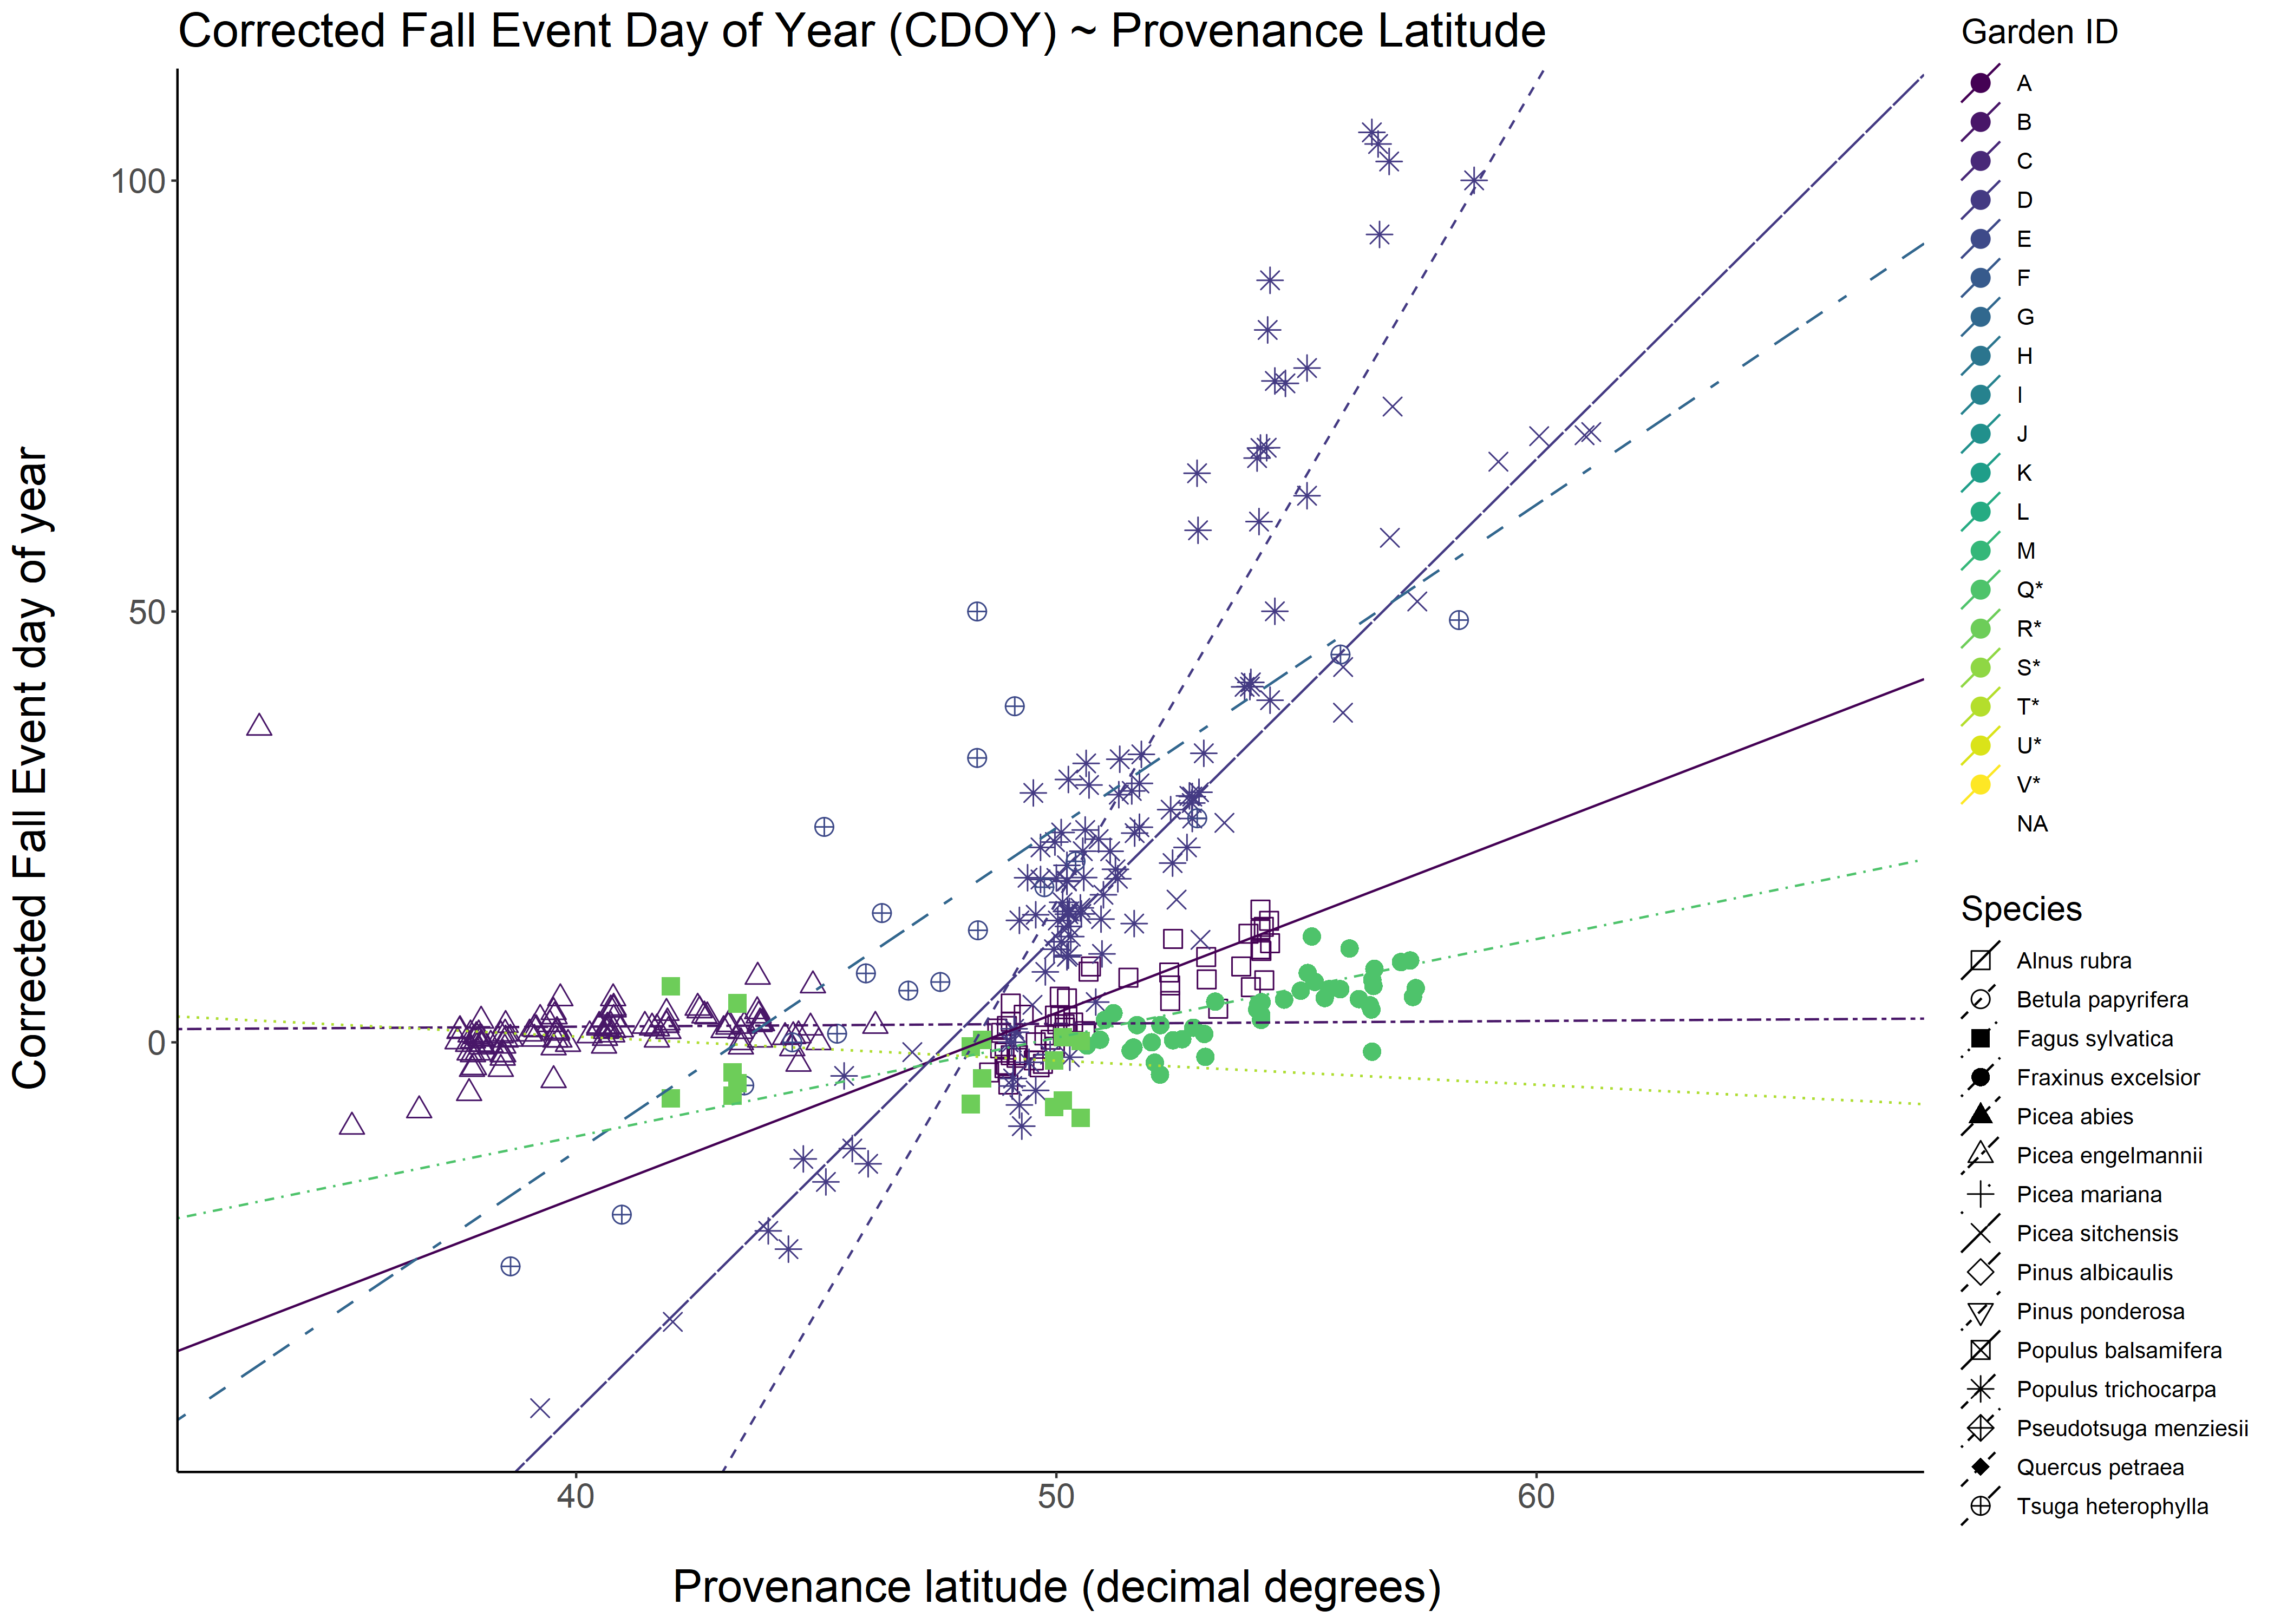 Corrected Fall Event Day of Year (CDOY) ~ Provenance Latitude
Corrected Fall Event day of year
100
50
0
40
50
60
Provenance latitude (decimal degrees)
Garden ID
A
B
C
D
E
F
G
H
I
J
K
L
M
Q*
R*
S*
T*
U*
V*
NA
Species
Alnus rubra
Betula papyrifera
Fagus sylvatica
Fraxinus excelsior
Picea abies
Picea engelmannii
Picea mariana
Picea sitchensis
Pinus albicaulis
Pinus ponderosa
Populus balsamifera
Populus trichocarpa
Pseudotsuga menziesii
Quercus petraea
Tsuga heterophylla